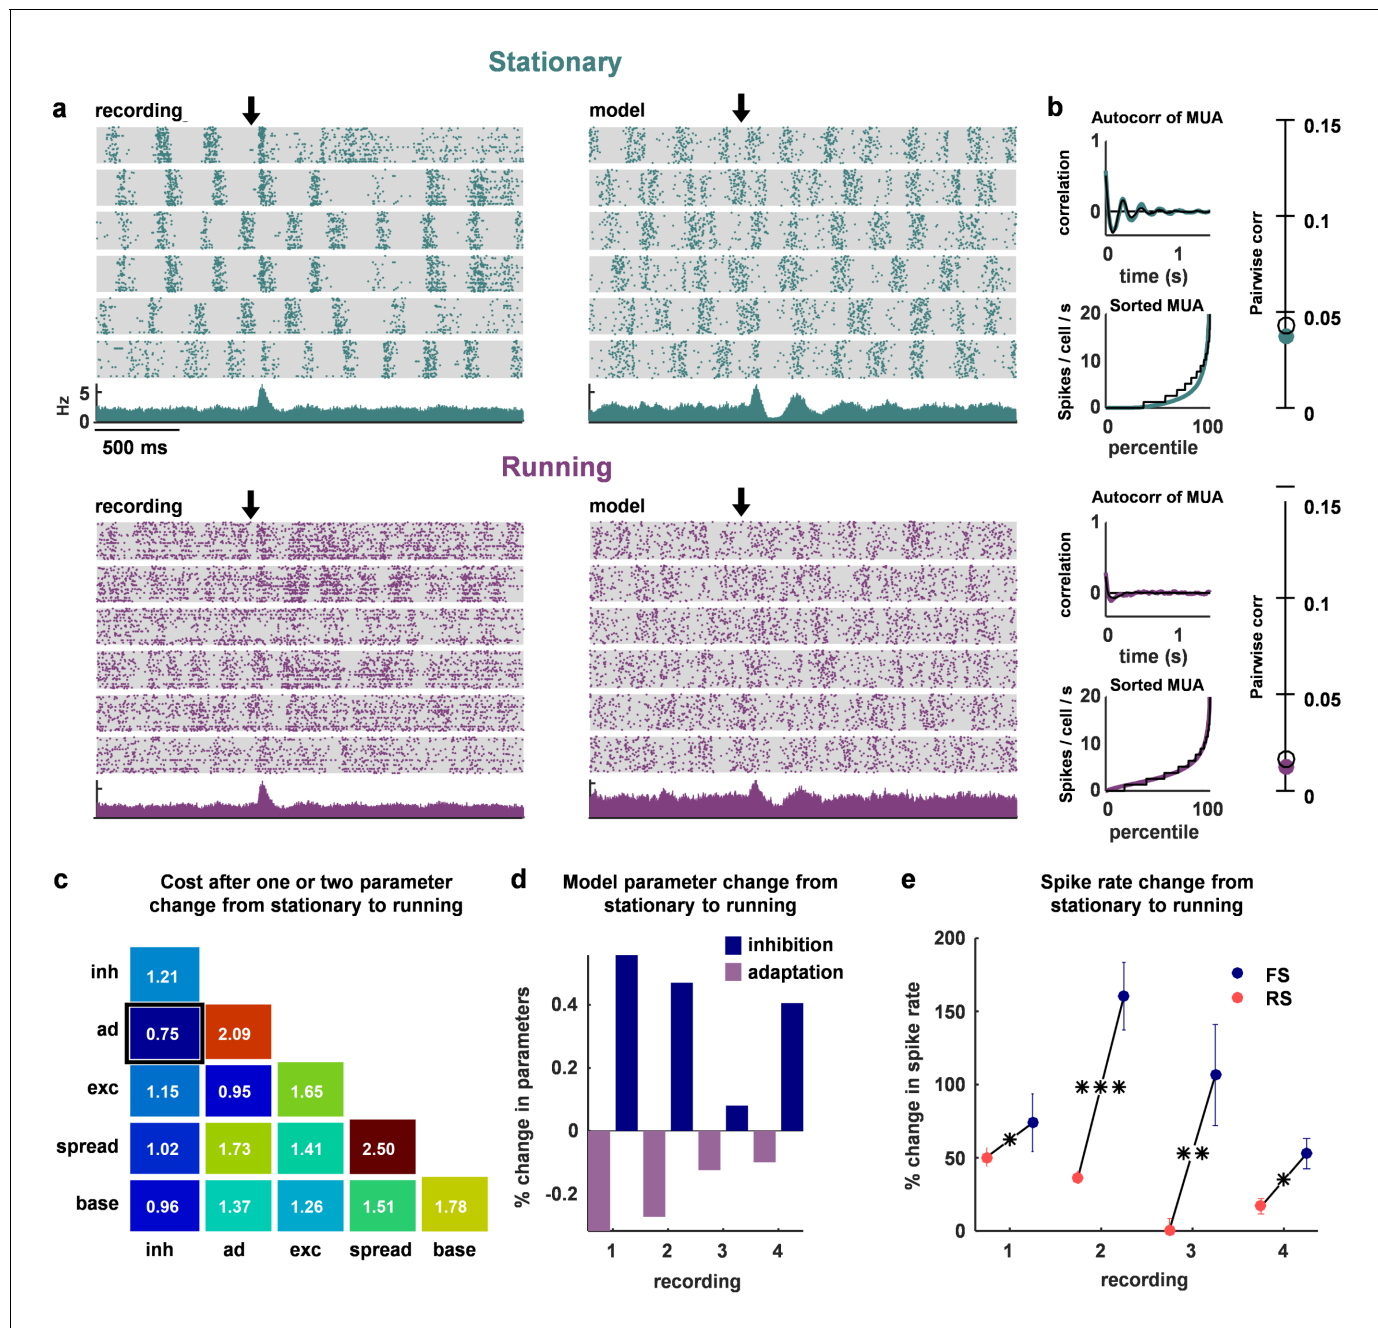 Stationary
a
recording
model
b
Autocorr of MUA
1
correlation
0
0
1
time (s)
Sorted MUA
20
10
0
Spikes / cell / s
0
100
percentile
0.15
0.1
0.05
0
Pairwise corr
5
0
Hz
500 ms
Running
recording
model
Autocorr of MUA
1
correlation
0
0
1
time (s)
Sorted MUA
20
10
0
Spikes / cell / s
0
100
percentile
0.15
0.1
0.05
0
Pairwise corr
c
Cost after one or two parameter
change from stationary to running
inh
1.21
ad
0.75
2.09
exc
1.15
0.95
1.65
spread
1.02
1.73
1.41
2.50
base
0.96
1.37
1.26
1.51
1.78
inh
ad
exc
spread
base
d
Model parameter change from
stationary to running
inhibition
adaptation
% change in parameters
0.4
0.2
0
-0.2
1
2
3
4
recording
e
Spike rate change from
stationary to running
% change in spike rate
200
150
100
50
0
FS
RS
1
2
3
4
recording